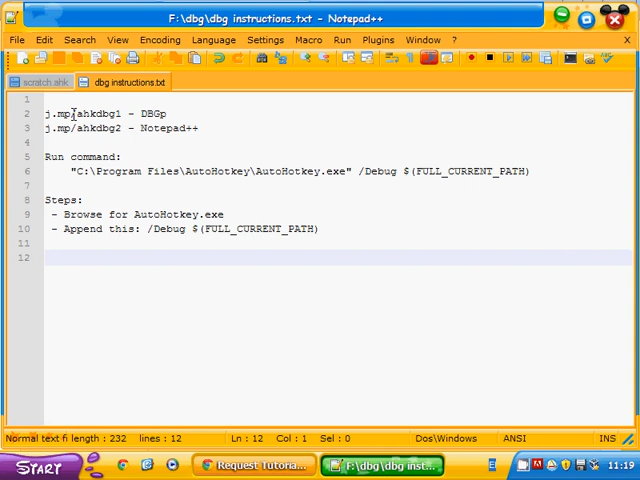 F:\dbg\dbg instructions.txt - Notepad++
File Edit Search View Encoding Language Settings Macro Run Plugins Window ?
scratch.ahk dbg instructions.txt
1
2 j.mp/ahkdbg1 - DBGp
3 j.mp/ahkdbg2 - Notepad++
4
5 Run command:
6 "C:\Program Files\AutoHotkey\AutoHotkey.exe" /Debug $(FULL_CURRENT_PATH)
7
8 Steps:
9 - Browse for AutoHotkey.exe
10 - Append this: /Debug $(FULL_CURRENT_PATH)
11
12
Normal text fi length : 232 lines : 12 Ln : 12 Col : 1 Sel : 0 Dos\Windows ANSI INS
START Request Tutoria... F:\dbg\dbg inst... 11:19